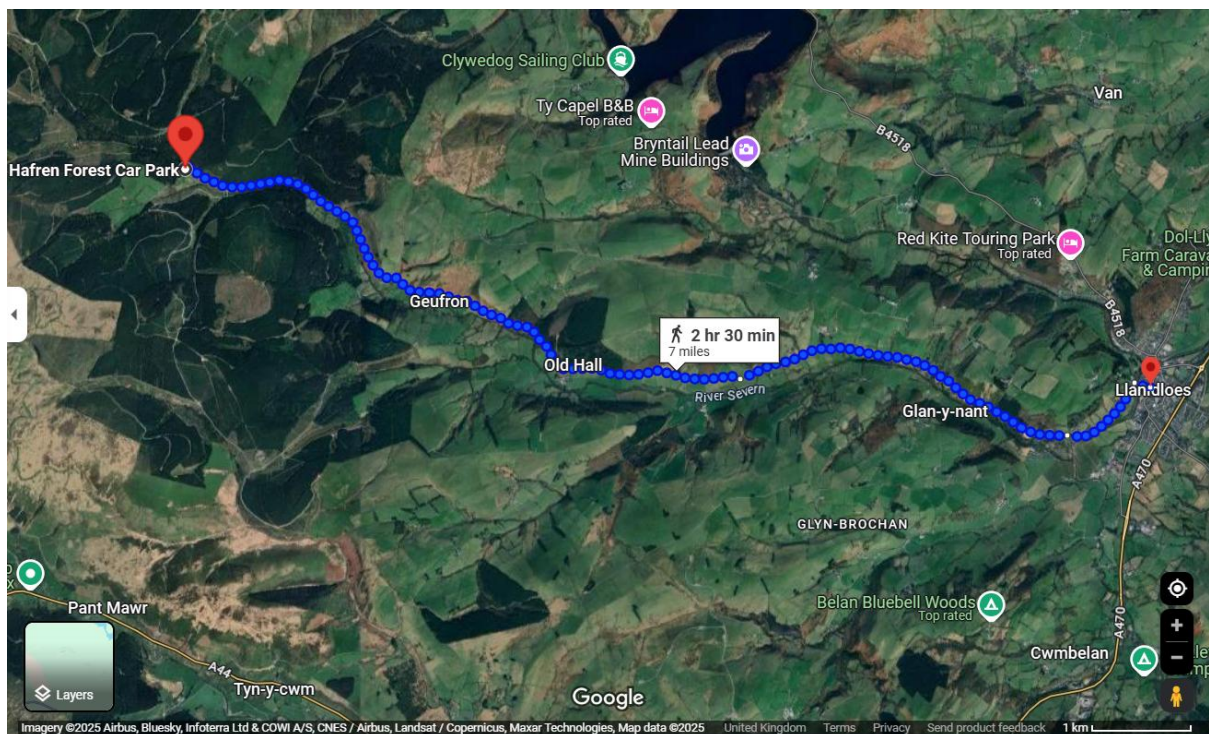 Clywedog Sailing Club
Ty Capel B&B
Top rated
Bryntail Lead
Mine Buildings
Van
B4518
Hafren Forest Car Park
Red Kite Touring Park
Top rated
Dol-Lly
Farm Carava
& Campin
B4518
Geufron
2 hr 30 min
7 miles
Old Hall
River Severn
Llanidloes
Glan-y-nant
A470
GLYN-BROCHAN
Pant Mawr
Belan Bluebell Woods
Top rated
A470
Cwmbelan
A44
Tyn-y-cwm
Layers
Google
Imagery ©2025 Airbus, Bluesky, Infoterra Ltd & COWI A/S, CNES / Airbus, Landsat / Copernicus, Maxar Technologies, Map data ©2025 United Kingdom Terms Privacy Send product feedback 1 km